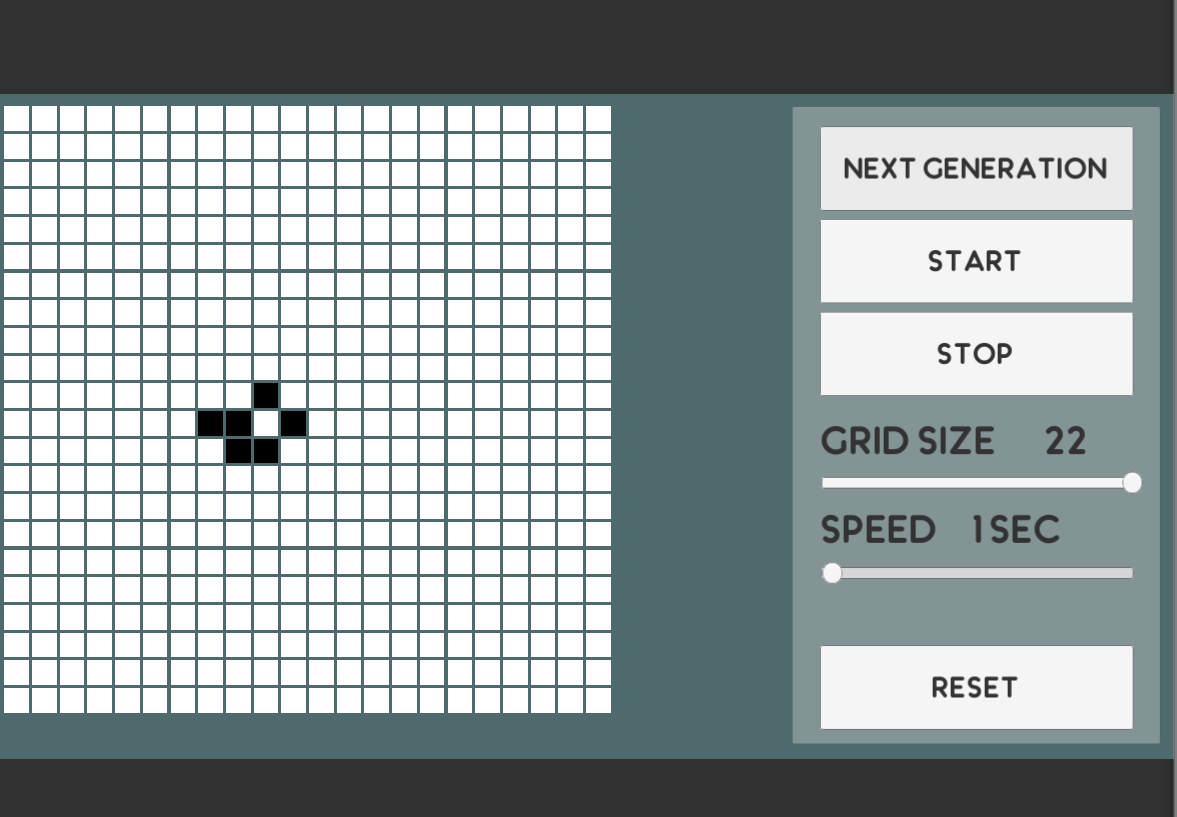 NEXT GENERATION
START
STOP
GRID SIZE 22
SPEED 1SEC
RESET